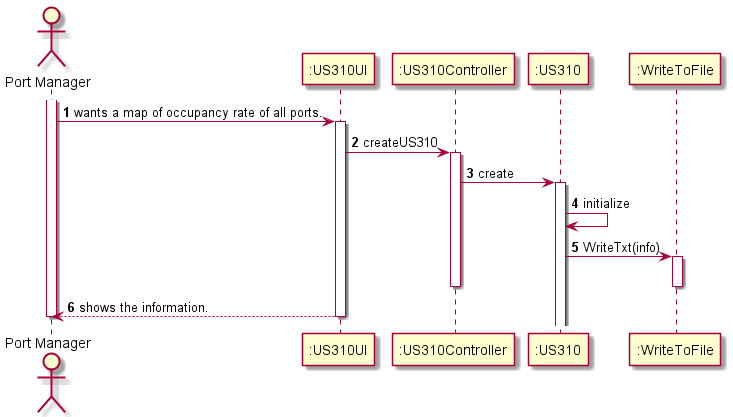 Port Manager
:US310UI
:US310Controller
:US310
:WriteToFile
1 wants a map of occupancy rate of all ports.
2 createUS310
3 create
4 initialize
5 WriteTxt(info)
6 shows the information.
Port Manager
:US310UI
:US310Controller
:US310
:WriteToFile